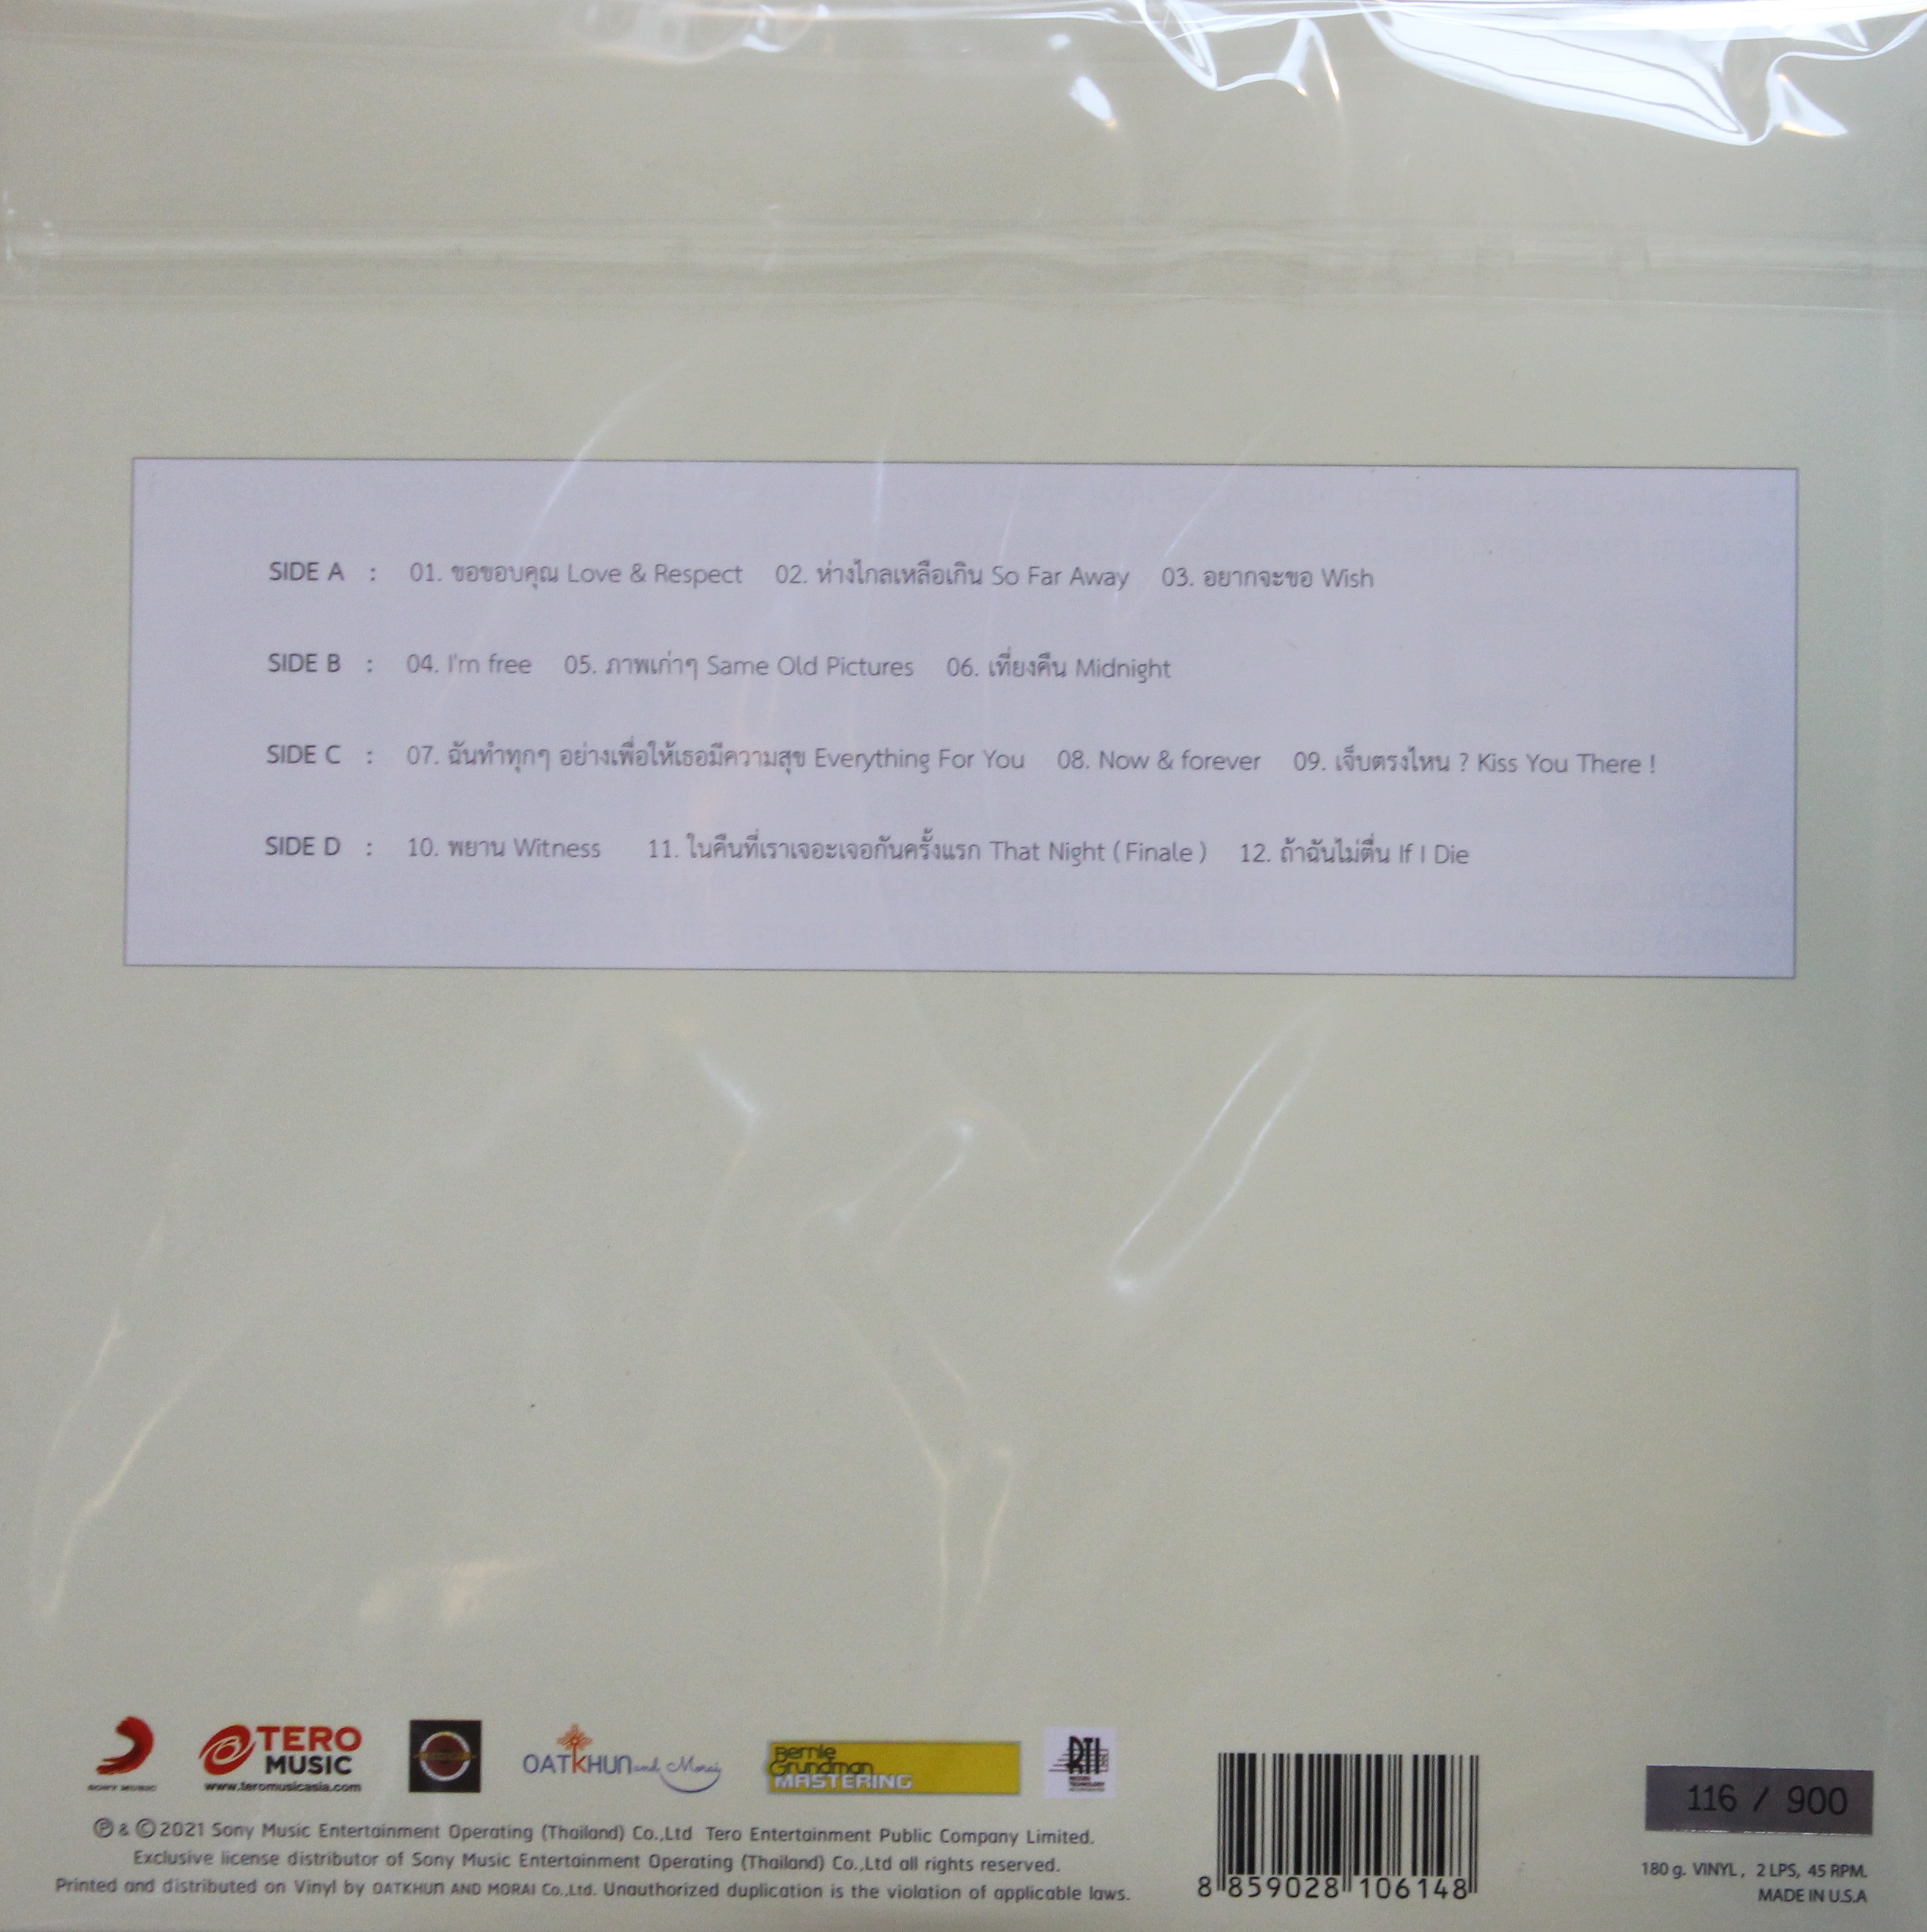 SIDE A : 01. ขอขอบคุณ Love & Respect 02. ห่างไกลเหลือเกิน So Far Away 03. อยากจะขอ Wish
SIDE B : 04. I'm free 05. ภาพเก่าๆ Same Old Pictures 06. เที่ยงคืน Midnight
SIDE C : 07. ฉันทำทุกๆ อย่างเพื่อให้เธอมีความสุข Everything For You 08. Now & forever 09. เจ็บตรงไหน ? Kiss You There !
SIDE D : 10. พยาน Witness 11. ในคืนที่เราเจอะเจอกันครั้งแรก That Night ( Finale ) 12. ถ้าฉันไม่ตื่น If I Die
SONY MUSIC
TERO
MUSIC
www.teromusicasia.com
OATKHUN and Morai
Bernie
Grundman
MASTERING
RTI
℗ & © 2021 Sony Music Entertainment Operating (Thailand) Co.,Ltd Tero Entertainment Public Company Limited.
Exclusive license distributor of Sony Music Entertainment Operating (Thailand) Co.,Ltd all rights reserved.
Printed and distributed on Vinyl by OATKHUN AND MORAI Co.,Ltd. Unauthorized duplication is the violation of applicable laws.
8 859028 106148
116 / 900
180 g. VINYL , 2 LPS, 45 RPM.
MADE IN U.S.A